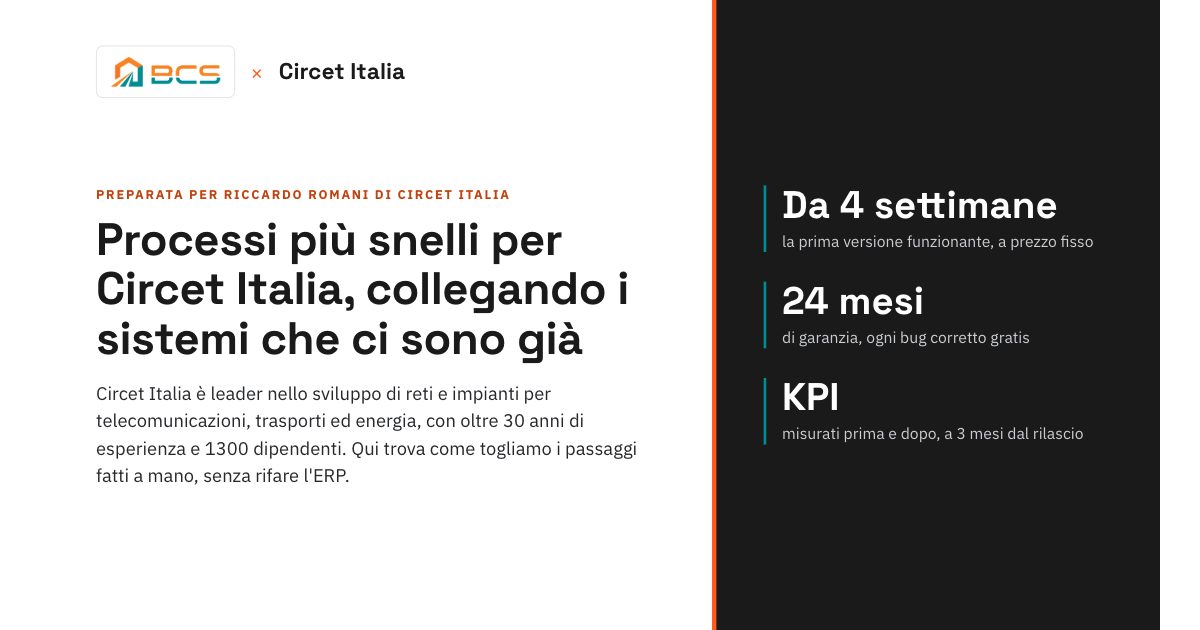 BCS × Circet Italia
PREPARATA PER RICCARDO ROMANI DI CIRCET ITALIA
Processi più snelli per
Circet Italia, collegando i
sistemi che ci sono già
Circet Italia è leader nello sviluppo di reti e impianti per
telecomunicazioni, trasporti ed energia, con oltre 30 anni di
esperienza e 1300 dipendenti. Qui trova come togliamo i passaggi
fatti a mano, senza rifare l'ERP.
Da 4 settimane
la prima versione funzionante, a prezzo fisso
24 mesi
di garanzia, ogni bug corretto gratis
KPI
misurati prima e dopo, a 3 mesi dal rilascio